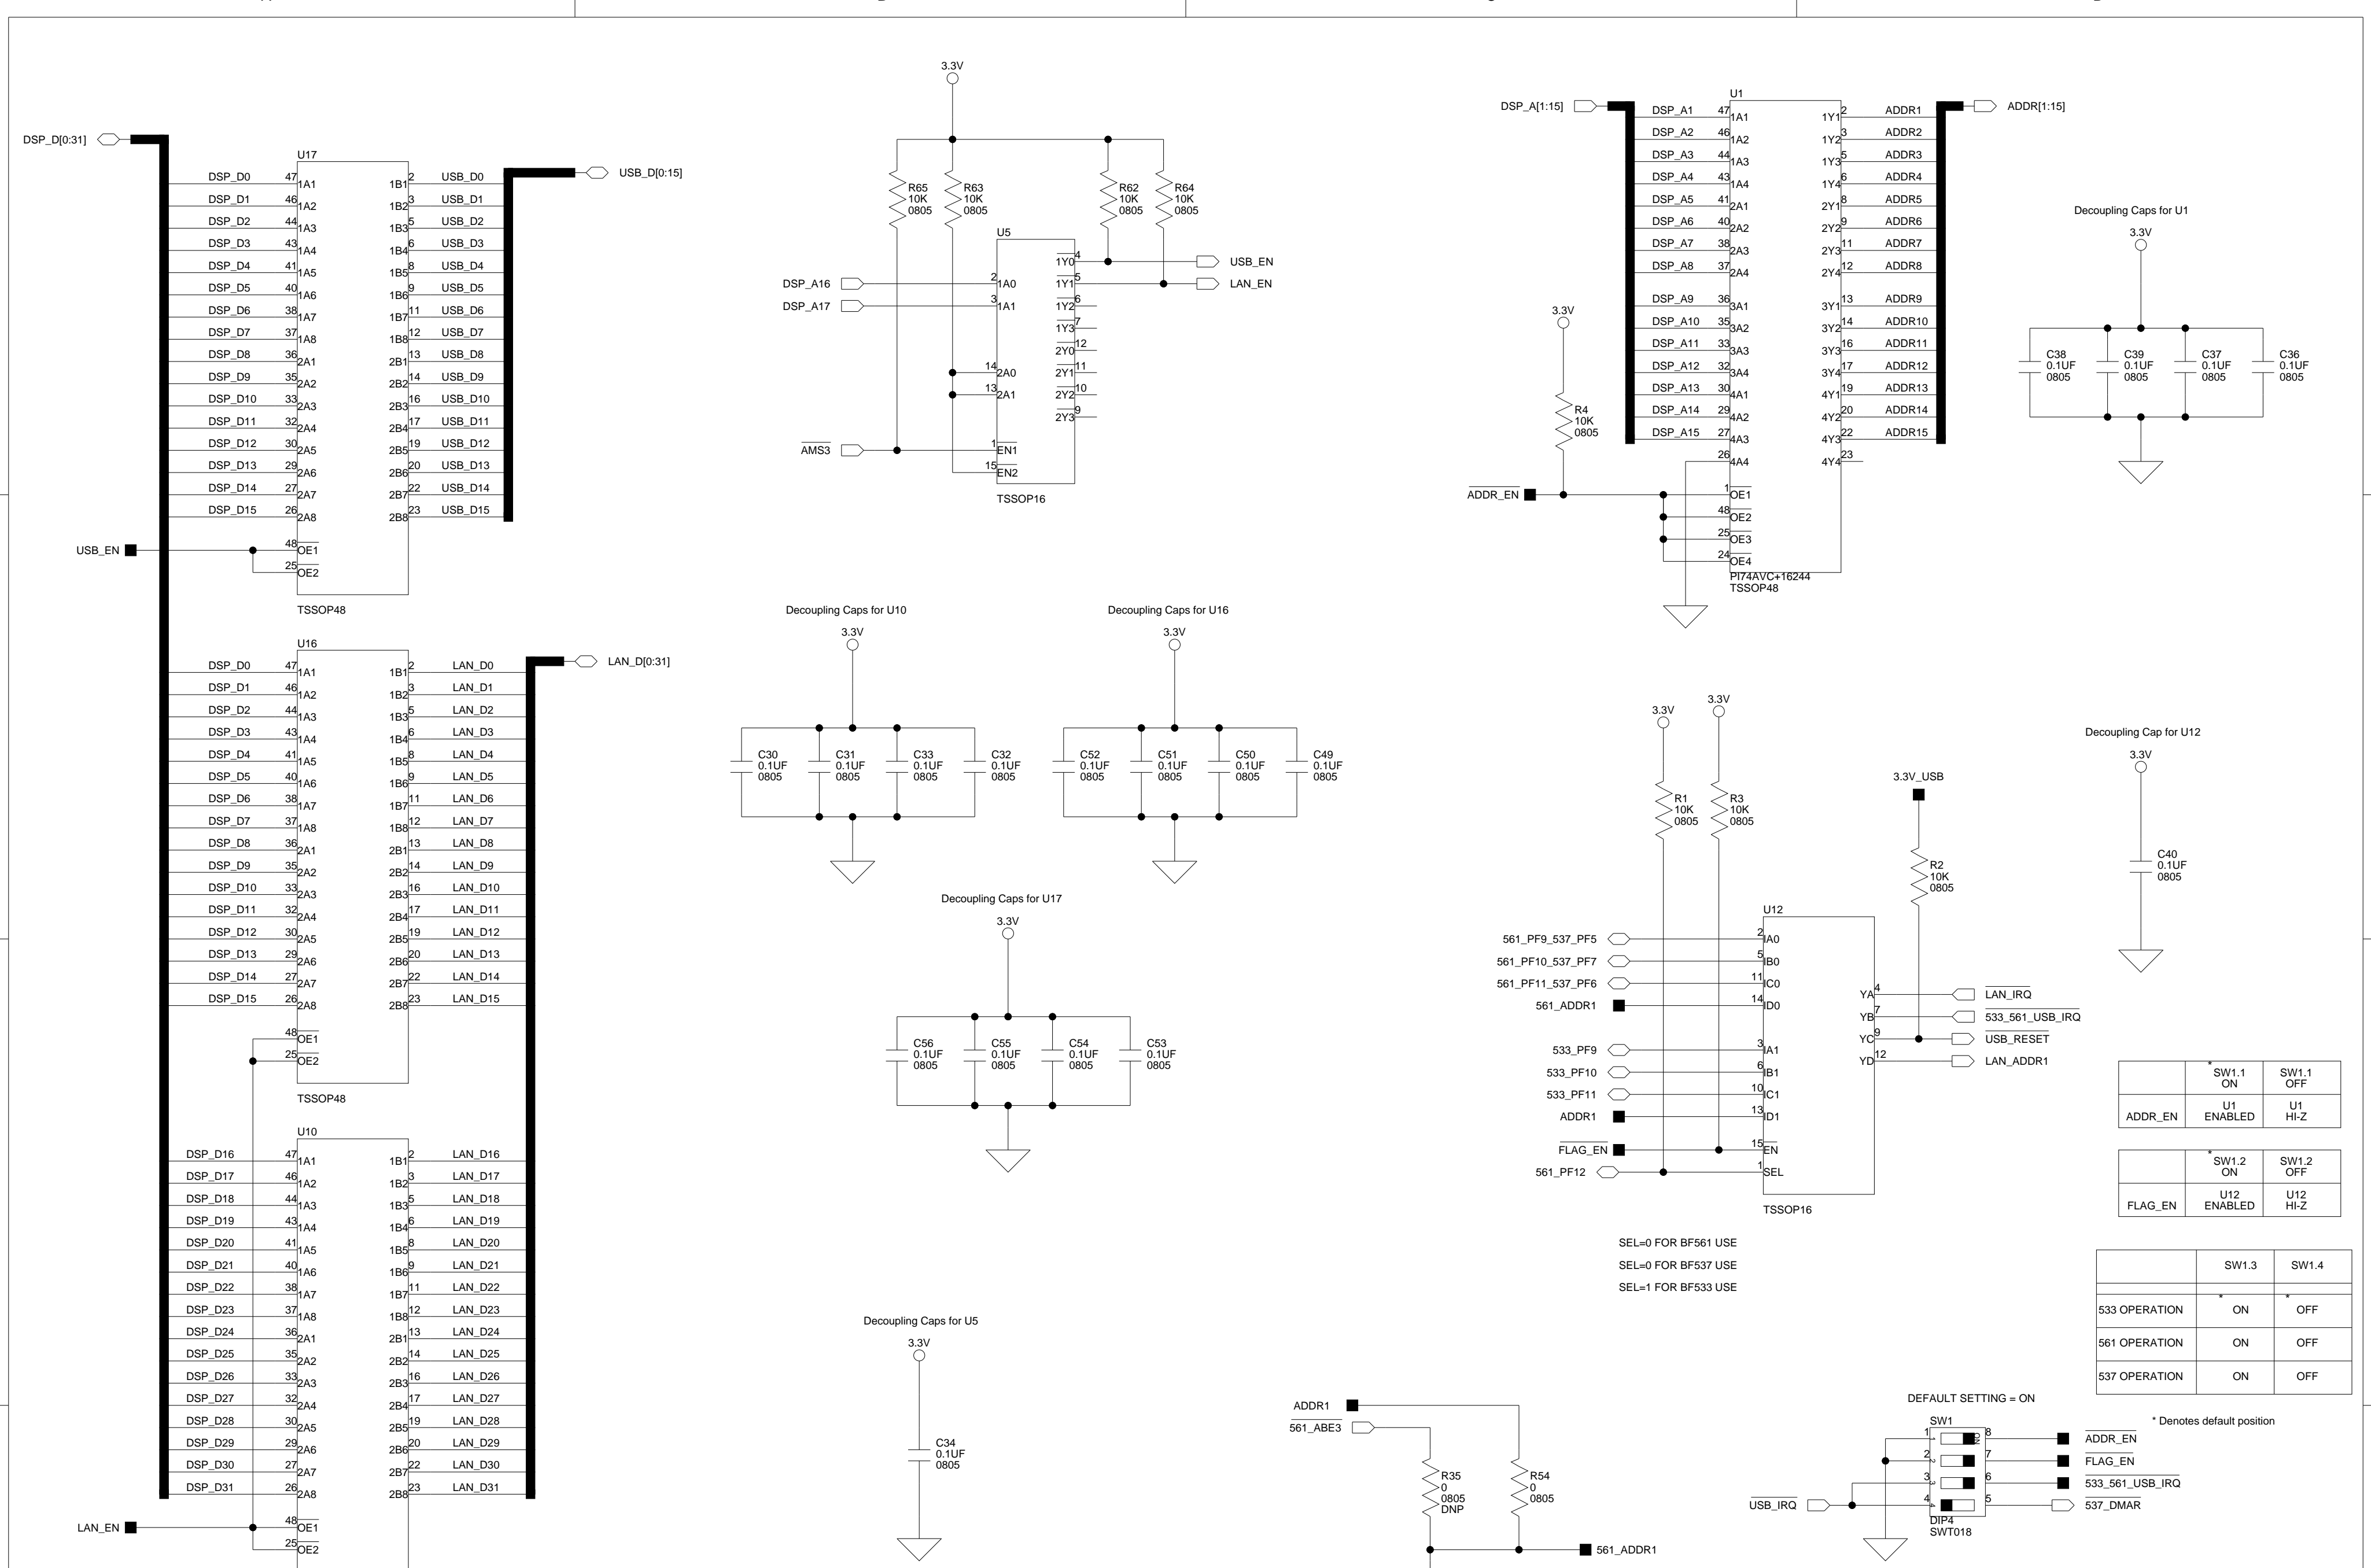 3.3V
DSP_D[0:31]
U17
DSP_D0 47 1A1 1B1 2 USB_D0
DSP_D1 46 1A2 1B2 3 USB_D1
DSP_D2 44 1A3 1B3 5 USB_D2
DSP_D3 43 1A4 1B4 6 USB_D3
DSP_D4 41 1A5 1B5 8 USB_D4
DSP_D5 40 1A6 1B6 9 USB_D5
DSP_D6 38 1A7 1B7 11 USB_D6
DSP_D7 37 1A8 1B8 12 USB_D7
DSP_D8 36 2A1 2B1 13 USB_D8
DSP_D9 35 2A2 2B2 14 USB_D9
DSP_D10 33 2A3 2B3 16 USB_D10
DSP_D11 32 2A4 2B4 17 USB_D11
DSP_D12 30 2A5 2B5 19 USB_D12
DSP_D13 29 2A6 2B6 20 USB_D13
DSP_D14 27 2A7 2B7 22 USB_D14
DSP_D15 26 2A8 2B8 23 USB_D15
USB_D[0:15]
USB_EN 48 OE1
25 OE2
TSSOP48
U16
DSP_D0 47 1A1 1B1 2 LAN_D0
DSP_D1 46 1A2 1B2 3 LAN_D1
DSP_D2 44 1A3 1B3 5 LAN_D2
DSP_D3 43 1A4 1B4 6 LAN_D3
DSP_D4 41 1A5 1B5 8 LAN_D4
DSP_D5 40 1A6 1B6 9 LAN_D5
DSP_D6 38 1A7 1B7 11 LAN_D6
DSP_D7 37 1A8 1B8 12 LAN_D7
DSP_D8 36 2A1 2B1 13 LAN_D8
DSP_D9 35 2A2 2B2 14 LAN_D9
DSP_D10 33 2A3 2B3 16 LAN_D10
DSP_D11 32 2A4 2B4 17 LAN_D11
DSP_D12 30 2A5 2B5 19 LAN_D12
DSP_D13 29 2A6 2B6 20 LAN_D13
DSP_D14 27 2A7 2B7 22 LAN_D14
DSP_D15 26 2A8 2B8 23 LAN_D15
LAN_D[0:31]
48 OE1
25 OE2
TSSOP48
U10
DSP_D16 47 1A1 1B1 2 LAN_D16
DSP_D17 46 1A2 1B2 3 LAN_D17
DSP_D18 44 1A3 1B3 5 LAN_D18
DSP_D19 43 1A4 1B4 6 LAN_D19
DSP_D20 41 1A5 1B5 8 LAN_D20
DSP_D21 40 1A6 1B6 9 LAN_D21
DSP_D22 38 1A7 1B7 11 LAN_D22
DSP_D23 37 1A8 1B8 12 LAN_D23
DSP_D24 36 2A1 2B1 13 LAN_D24
DSP_D25 35 2A2 2B2 14 LAN_D25
DSP_D26 33 2A3 2B3 16 LAN_D26
DSP_D27 32 2A4 2B4 17 LAN_D27
DSP_D28 30 2A5 2B5 19 LAN_D28
DSP_D29 29 2A6 2B6 20 LAN_D29
DSP_D30 27 2A7 2B7 22 LAN_D30
DSP_D31 26 2A8 2B8 23 LAN_D31
LAN_EN 48 OE1
25 OE2
R65 R63 R62 R64
10K 10K 10K 10K
0805 0805 0805 0805
U5
1Y0 4 USB_EN
DSP_A16 2 1A0 1Y1 5 LAN_EN
DSP_A17 3 1A1 1Y2 6
1Y3 7
2Y0 12
14 2A0 2Y1 11
13 2A1 2Y2 10
2Y3 9
AMS3 1 EN1
15 EN2
TSSOP16
Decoupling Caps for U10
3.3V
C30 C31 C33 C32
0.1UF 0.1UF 0.1UF 0.1UF
0805 0805 0805 0805
Decoupling Caps for U16
3.3V
C52 C51 C50 C49
0.1UF 0.1UF 0.1UF 0.1UF
0805 0805 0805 0805
Decoupling Caps for U17
3.3V
C56 C55 C54 C53
0.1UF 0.1UF 0.1UF 0.1UF
0805 0805 0805 0805
Decoupling Caps for U5
3.3V
C34
0.1UF
0805
DSP_A[1:15]
U1
ADDR[1:15]
DSP_A1 47 1A1 1Y1 2 ADDR1
DSP_A2 46 1A2 1Y2 3 ADDR2
DSP_A3 44 1A3 1Y3 5 ADDR3
DSP_A4 43 1A4 1Y4 6 ADDR4
DSP_A5 41 2A1 2Y1 8 ADDR5
DSP_A6 40 2A2 2Y2 9 ADDR6
DSP_A7 38 2A3 2Y3 11 ADDR7
DSP_A8 37 2A4 2Y4 12 ADDR8
DSP_A9 36 3A1 3Y1 13 ADDR9
DSP_A10 35 3A2 3Y2 14 ADDR10
DSP_A11 33 3A3 3Y3 16 ADDR11
DSP_A12 32 3A4 3Y4 17 ADDR12
DSP_A13 30 4A1 4Y1 19 ADDR13
DSP_A14 29 4A2 4Y2 20 ADDR14
DSP_A15 27 4A3 4Y3 22 ADDR15
26 4A4 4Y4 23
3.3V
R4
10K
0805
ADDR_EN 1 OE1
48 OE2
25 OE3
24 OE4
PI74AVC+16244
TSSOP48
Decoupling Caps for U1
3.3V
C38 C39 C37 C36
0.1UF 0.1UF 0.1UF 0.1UF
0805 0805 0805 0805
3.3V 3.3V
R1 R3
10K 10K
0805 0805
3.3V_USB
R2
10K
0805
Decoupling Cap for U12
3.3V
C40
0.1UF
0805
U12
561_PF9_537_PF5 2 IA0
561_PF10_537_PF7 5 IB0
561_PF11_537_PF6 11 IC0
561_ADDR1 14 ID0
YA 4 LAN_IRQ
YB 7 533_561_USB_IRQ
YC 9 USB_RESET
YD 12 LAN_ADDR1
533_PF9 3 IA1
533_PF10 6 IB1
533_PF11 10 IC1
ADDR1 13 ID1
FLAG_EN 15 EN
561_PF12 1 SEL
TSSOP16
SEL=0 FOR BF561 USE
SEL=0 FOR BF537 USE
SEL=1 FOR BF533 USE
* SW1.1 SW1.1
ON OFF
U1 U1
ADDR_EN ENABLED HI-Z
* SW1.2 SW1.2
ON OFF
U12 U12
FLAG_EN ENABLED HI-Z
SW1.3 SW1.4
533 OPERATION * ON * OFF
561 OPERATION ON OFF
537 OPERATION ON OFF
* Denotes default position
DEFAULT SETTING = ON
SW1
1 1 ON 8 ADDR_EN
2 2 7 FLAG_EN
3 3 6 533_561_USB_IRQ
USB_IRQ 4 4 5 537_DMAR
DIP4
SWT018
ADDR1
561_ABE3
R35 R54
0 0
0805 0805
DNP
561_ADDR1